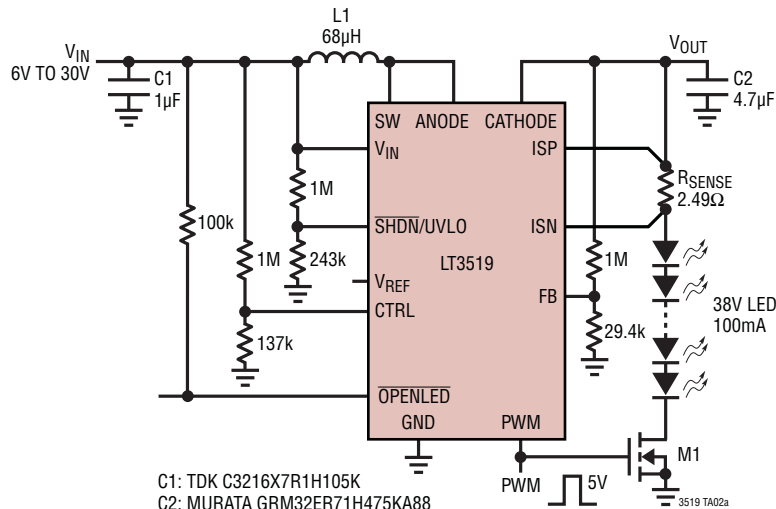 L1
68µH
VIN
6V TO 30V
VOUT
C1
1µF
C2
4.7µF
SW ANODE CATHODE
VIN
ISP
RSENSE
2.49Ω
1M
100k
SHDN/UVLO
ISN
1M
243k
LT3519
1M
VREF
FB
38V LED
100mA
CTRL
137k
29.4k
OPENLED
GND
PWM
M1
PWM
5V
C1: TDK C3216X7R1H105K
C2: MURATA GRM32ER71H475KA88
3519 TA02a